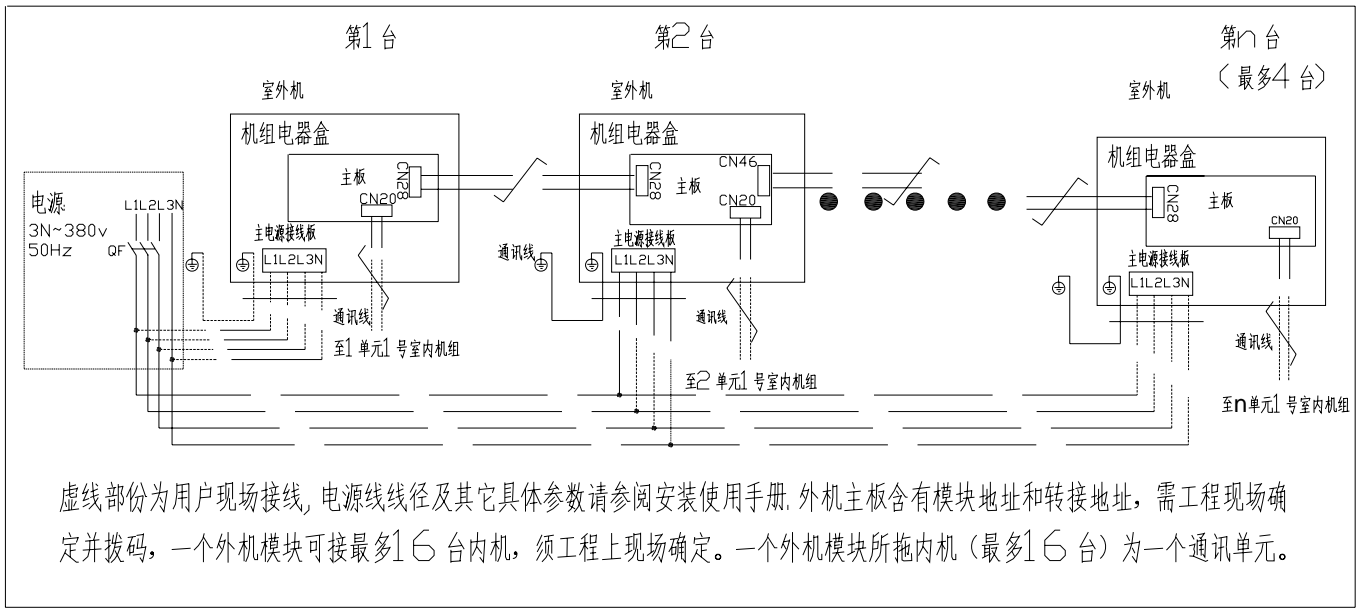 第1 台
第2 台
第n 台
（最多4 台）
室外机
室外机
室外机
机组电器盒
机组电器盒
机组电器盒
主板
CN28
CN20
CN28
主板
CN46
CN20
CN28
主板
CN20
电源:
3N~380v
50Hz
L1L2L3N
QF
主电源接线板
L1L2L3N
通讯线
至1 单元1 号室内机组
通讯线
主电源接线板
L1L2L3N
通讯线
至2 单元1 号室内机组
主电源接线板
L1L2L3N
通讯线
至n单元1 号室内机组
虚线部份为用户现场接线, 电源线线径及其它具体参数请参阅安装使用手册. 外机主板含有模块地址和转接地址，需工程现场确
定并拨码，一个外机模块可接最多16 台内机，须工程上现场确定。一个外机模块所拖内机（最多16 台）为一个通讯单元。